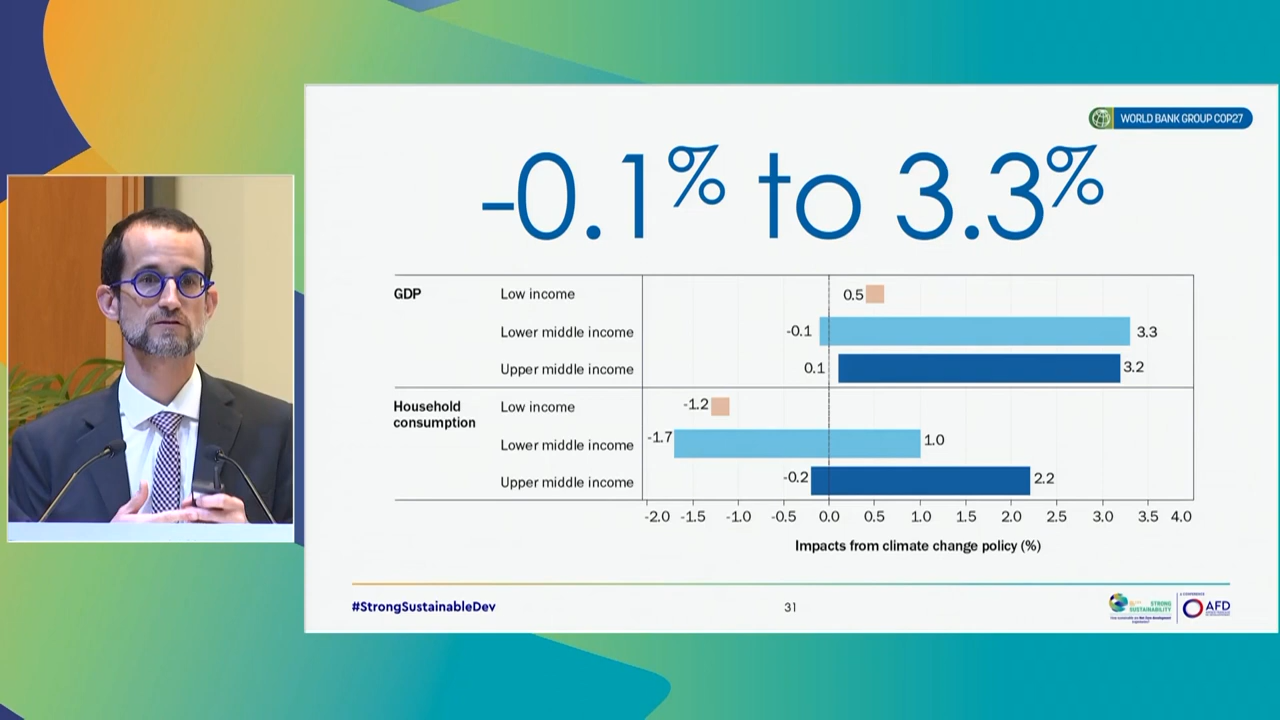 WORLD BANK GROUP COP27
-0.1% to 3.3%
GDP
Low income
0.5
Lower middle income
-0.1
3.3
Upper middle income
0.1
3.2
Household
consumption
Low income
-1.2
Lower middle income
-1.7
1.0
Upper middle income
-0.2
2.2
-2.0 -1.5 -1.0 -0.5 0.0 0.5 1.0 1.5 2.0 2.5 3.0 3.5 4.0
Impacts from climate change policy (%)
#StrongSustainableDev
31
STRONG
SUSTAINABILITY
AFD